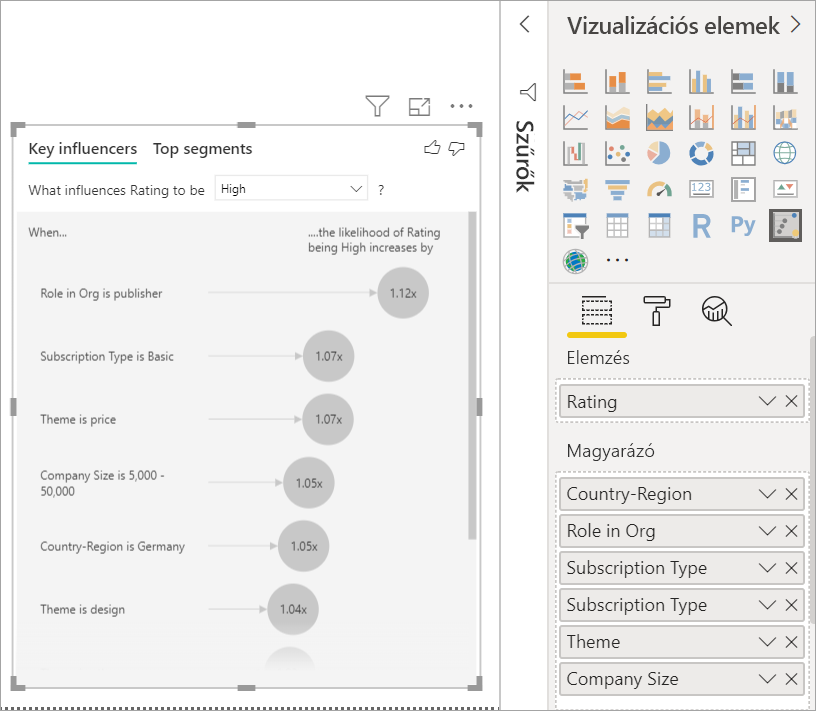 Key influencers Top segments
What influences Rating to be High ?
When...
....the likelihood of Rating
being High increases by
Role in Org is publisher 1.12x
Subscription Type is Basic 1.07x
Theme is price 1.07x
Company Size is 5,000 -
50,000
1.05x
Country-Region is Germany 1.05x
Theme is design 1.04x
Szűrők
Vizualizációs elemek
123
R Py
Elemzés
Rating
Magyarázó
Country-Region
Role in Org
Subscription Type
Subscription Type
Theme
Company Size